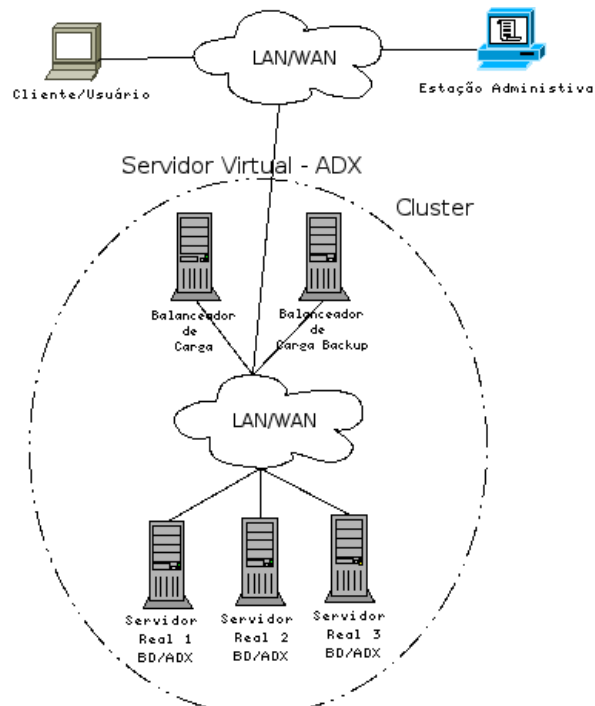 LAN/WAN
Cliente/Usuário
Estação Administiva
Servidor Virtual - ADX
Cluster
Balanceador
de
Carga
Balanceador
de
Carga Backup
LAN/WAN
Servidor
Real 1
BD/ADX
Servidor
Real 2
BD/ADX
Servidor
Real 3
BD/ADX